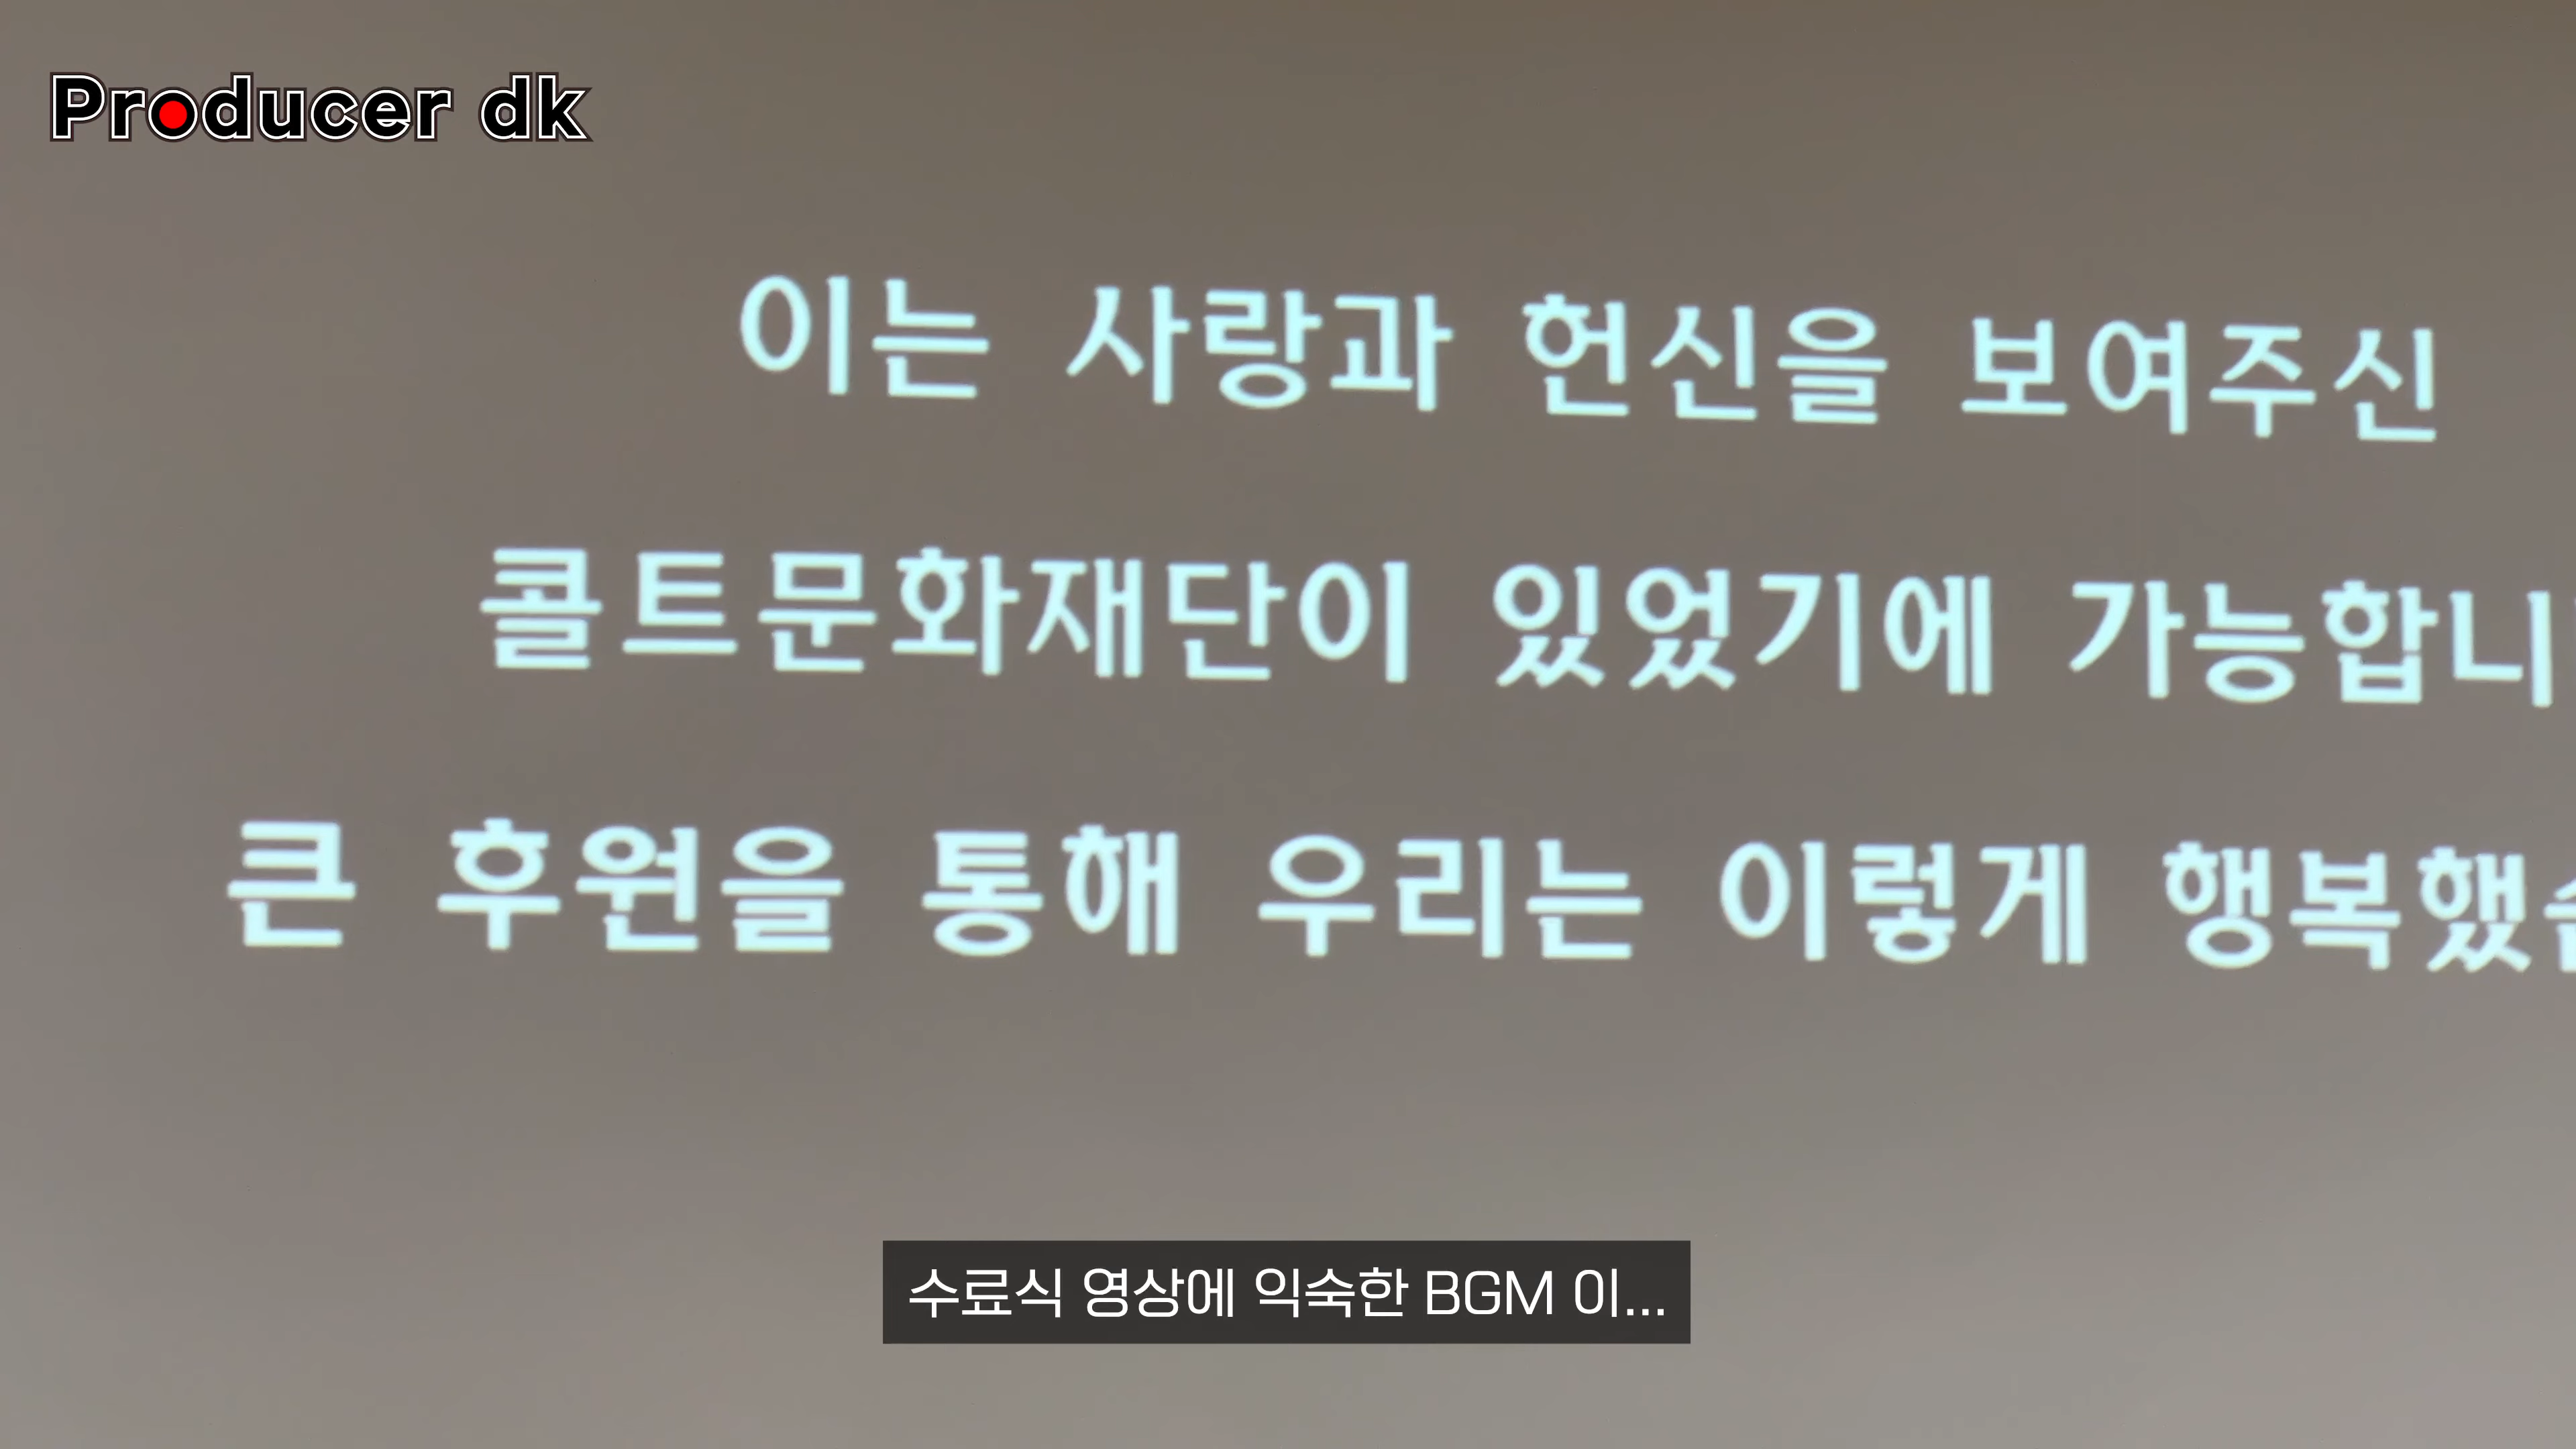 Producer dk
이는 사랑과 헌신을 보여주신
콜트문화재단이 있었기에 가능합니
큰 후원을 통해 우리는 이렇게 행복했
수료식 영상에 익숙한 BGM 이...